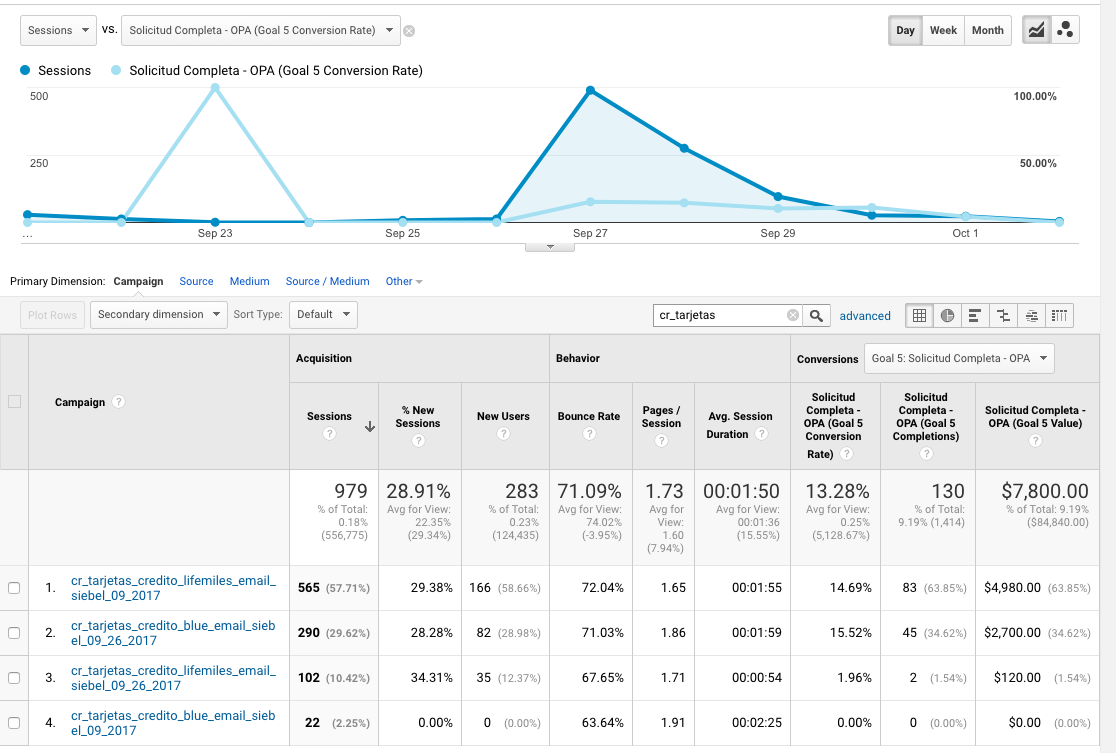 Sessions vs. Solicitud Completa - OPA (Goal 5 Conversion Rate) Day Week Month
Sessions Solicitud Completa - OPA (Goal 5 Conversion Rate)
500 100.00%
250 50.00%
... Sep 23 Sep 25 Sep 27 Sep 29 Oct 1
Primary Dimension: Campaign Source Medium Source / Medium Other
Plot Rows Secondary dimension Sort Type: Default cr_tarjetas advanced
Acquisition Behavior Conversions Goal 5: Solicitud Completa - OPA
Campaign ?
Sessions
?
% New
Sessions
?
New Users
?
Bounce Rate
?
Pages /
Session
?
Avg. Session
Duration ?
Solicitud
Completa -
OPA (Goal 5
Conversion
Rate) ?
Solicitud
Completa -
OPA (Goal 5
Completions)
?
Solicitud Completa -
OPA (Goal 5 Value)
?
979
% of Total:
0.18%
(556,775)
28.91%
Avg for View:
22.35%
(29.34%)
283
% of Total:
0.23%
(124,435)
71.09%
Avg for View:
74.02%
(-3.95%)
1.73
Avg for
View:
1.60
(7.94%)
00:01:50
Avg for View:
00:01:36
(15.55%)
13.28%
Avg for View:
0.25%
(5,128.67%)
130
% of Total:
9.19% (1,414)
$7,800.00
% of Total: 9.19%
($84,840.00)
1. cr_tarjetas_credito_lifemiles_email_
siebel_09_2017
565 (57.71%) 29.38% 166 (58.66%) 72.04% 1.65 00:01:55 14.69% 83 (63.85%) $4,980.00 (63.85%)
2. cr_tarjetas_credito_blue_email_sieb
el_09_26_2017
290 (29.62%) 28.28% 82 (28.98%) 71.03% 1.86 00:01:59 15.52% 45 (34.62%) $2,700.00 (34.62%)
3. cr_tarjetas_credito_lifemiles_email_
siebel_09_26_2017
102 (10.42%) 34.31% 35 (12.37%) 67.65% 1.71 00:00:54 1.96% 2 (1.54%) $120.00 (1.54%)
4. cr_tarjetas_credito_blue_email_sieb
el_09_2017
22 (2.25%) 0.00% 0 (0.00%) 63.64% 1.91 00:02:25 0.00% 0 (0.00%) $0.00 (0.00%)